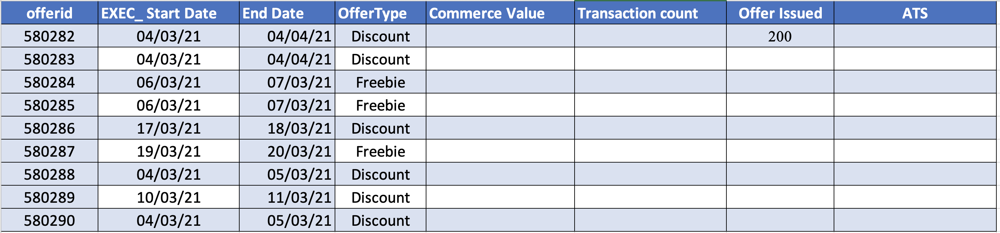 offerid EXEC_ Start Date End Date OfferType Commerce Value Transaction count Offer Issued ATS
580282 04/03/21 04/04/21 Discount 200
580283 04/03/21 04/04/21 Discount
580284 06/03/21 07/03/21 Freebie
580285 06/03/21 07/03/21 Freebie
580286 17/03/21 18/03/21 Discount
580287 19/03/21 20/03/21 Freebie
580288 04/03/21 05/03/21 Discount
580289 10/03/21 11/03/21 Discount
580290 04/03/21 05/03/21 Discount